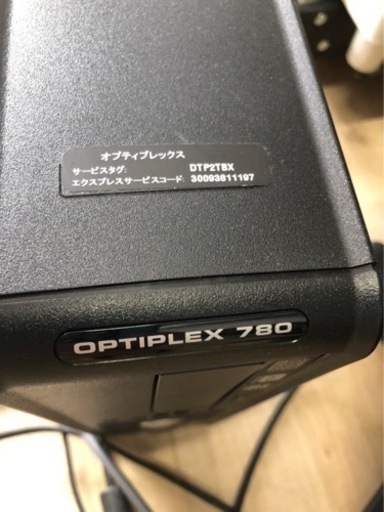 オプティプレックス
サービスタグ: DTP2TBX
エクスプレスサービスコード: 30093811197
OPTIPLEX 780